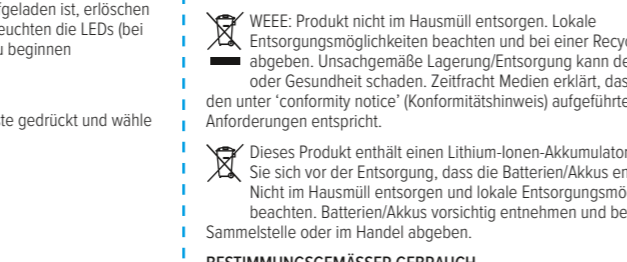 fgeladen ist, erlöschen
euchten die LEDs (bei
u beginnen
te gedrückt und wähle
WEEE: Produkt nicht im Hausmüll entsorgen. Lokale
Entsorgungsmöglichkeiten beachten und bei einer Recyc
abgeben. Unsachgemäße Lagerung/Entsorgung kann de
oder Gesundheit schaden. Zeitfracht Medien erklärt, das
den unter ‘conformity notice’ (Konformitätshinweis) aufgeführte
Anforderungen entspricht.
Dieses Produkt enthält einen Lithium-Ionen-Akkumulator
Sie sich vor der Entsorgung, dass die Batterien/Akkus en
Nicht im Hausmüll entsorgen und lokale Entsorgungsmö
beachten. Batterien/Akkus vorsichtig entnehmen und be
Sammelstelle oder im Handel abgeben.
BESTIMMUNGSGEMÄSSER GEBRAUCH